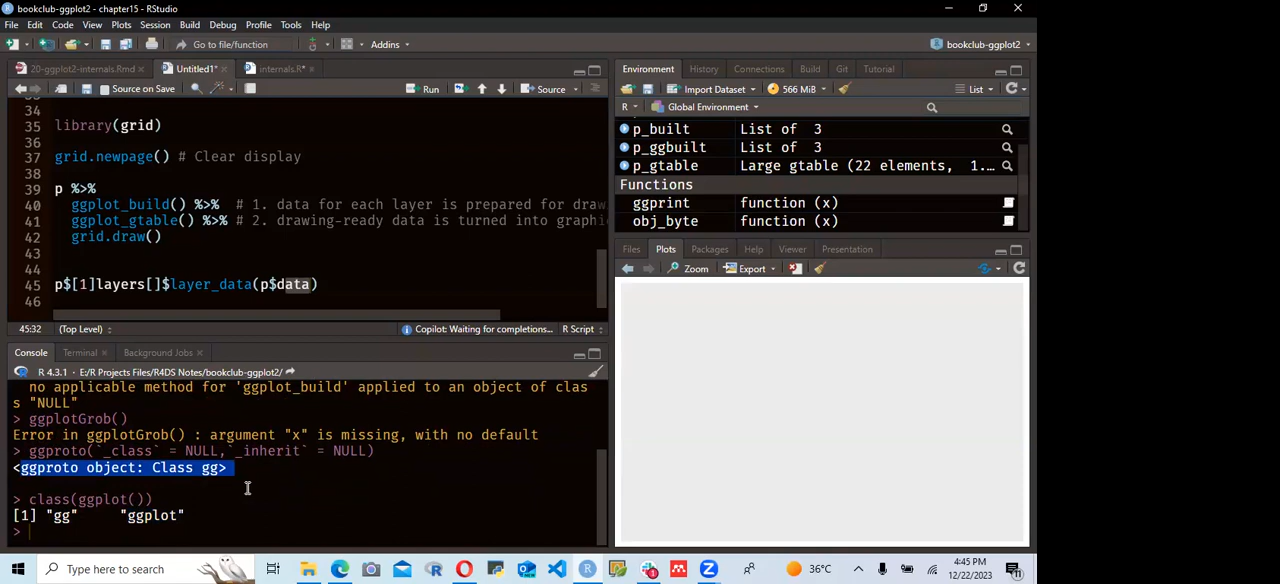 bookclub-ggplot2 - chapter15 - RStudio
File Edit Code View Plots Session Build Debug Profile Tools Help
Go to file/function Addins bookclub-ggplot2
20-ggplot2-internals.Rmd Untitled1* internals.R*
Source on Save Run Source
34
35 library(grid)
36
37 grid.newpage() # Clear display
38
39 p %>%
40 ggplot_build() %>% # 1. data for each layer is prepared for draw
41 ggplot_gtable() %>% # 2. drawing-ready data is turned into graphic
42 grid.draw()
43
44
45 p$[1]layers[]$layer_data(p$data)
46
45:32 (Top Level) Copilot: Waiting for completions... R Script
Console Terminal Background Jobs
R 4.3.1 · E:/R Projects Files/R4DS Notes/bookclub-ggplot2/
no applicable method for 'ggplot_build' applied to an object of clas
s "NULL"
> ggplotGrob()
Error in ggplotGrob() : argument "x" is missing, with no default
> ggproto(`_class` = NULL,`_inherit` = NULL)
<ggproto object: Class gg>
> class(ggplot())
[1] "gg" "ggplot"
>
Environment History Connections Build Git Tutorial
Import Dataset 566 MiB List
R Global Environment
p_built List of 3
p_ggbuilt List of 3
p_gtable Large gtable (22 elements, 1...
Functions
ggprint function (x)
obj_byte function (x)
Files Plots Packages Help Viewer Presentation
Zoom Export
Type here to search 36°C 4:45 PM
12/22/2023